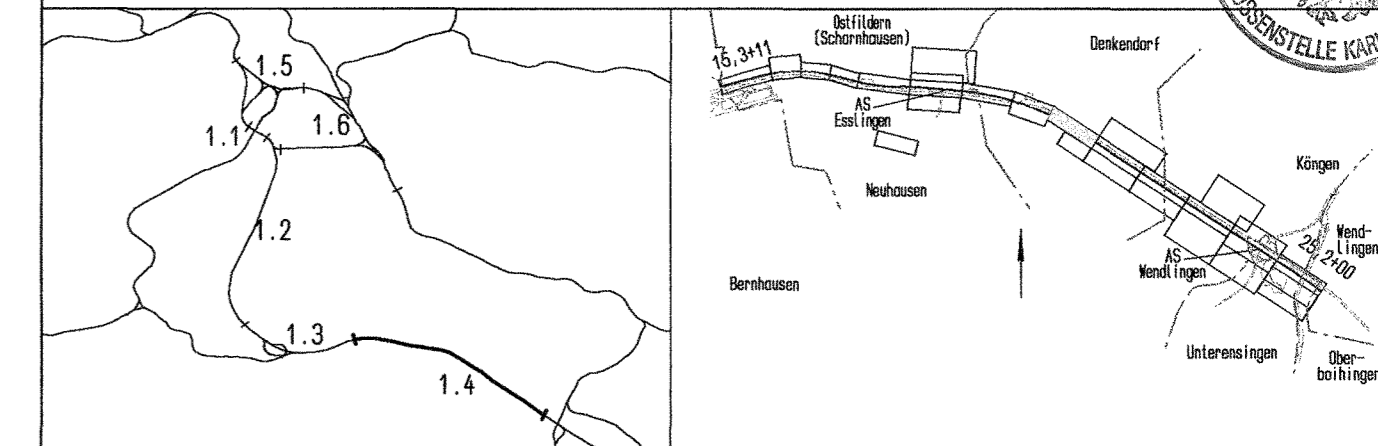 1.5
1.6
1.1
1.2
1.3
1.4
Ostfildern
(Scharnhausen)
Denkendorf
15,3+11
AS
Esslingen
Neuhausen
Köngen
Wend-
lingen
25,2+00
AS
Wendlingen
Bernhausen
Unterensingen
Ober-
boihingen